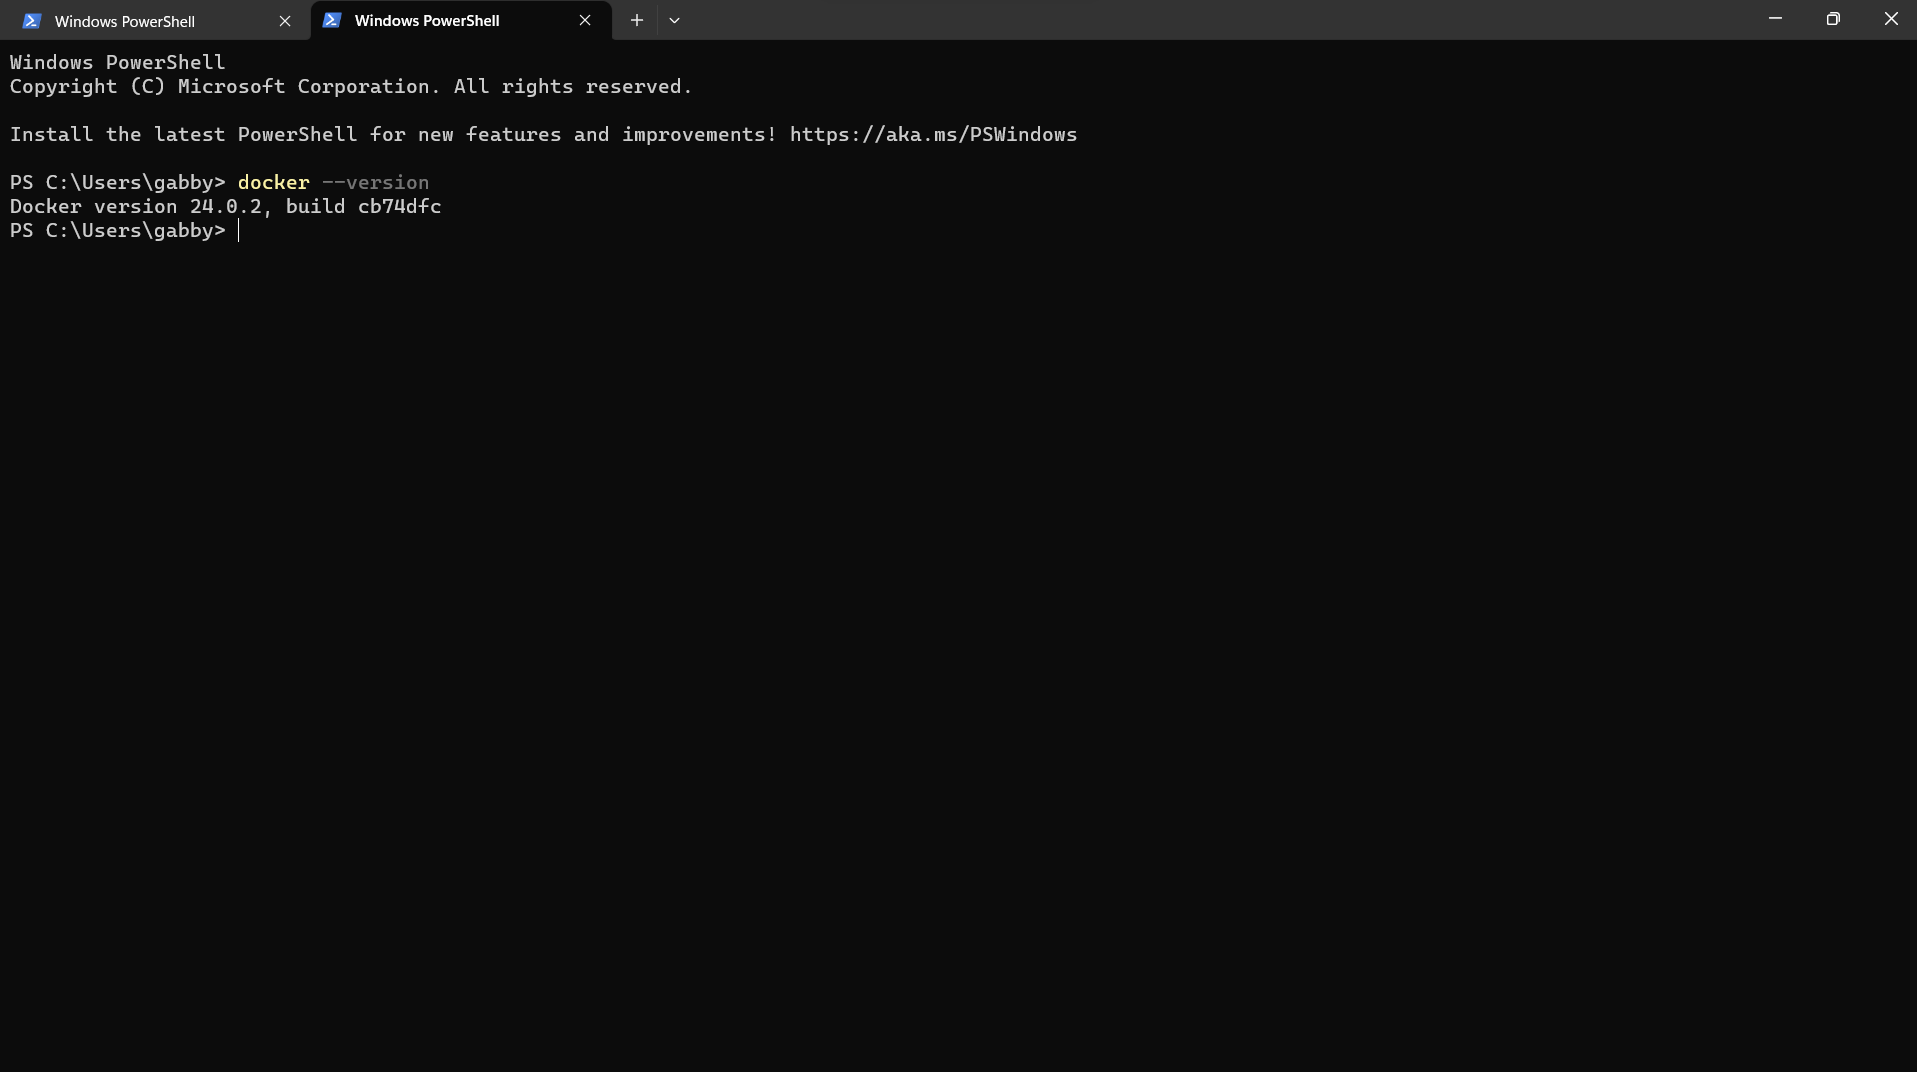 Windows PowerShell
Windows PowerShell
Windows PowerShell
Copyright (C) Microsoft Corporation. All rights reserved.
Install the latest PowerShell for new features and improvements! https://aka.ms/PSWindows
PS C:\Users\gabby> docker --version
Docker version 24.0.2, build cb74dfc
PS C:\Users\gabby>